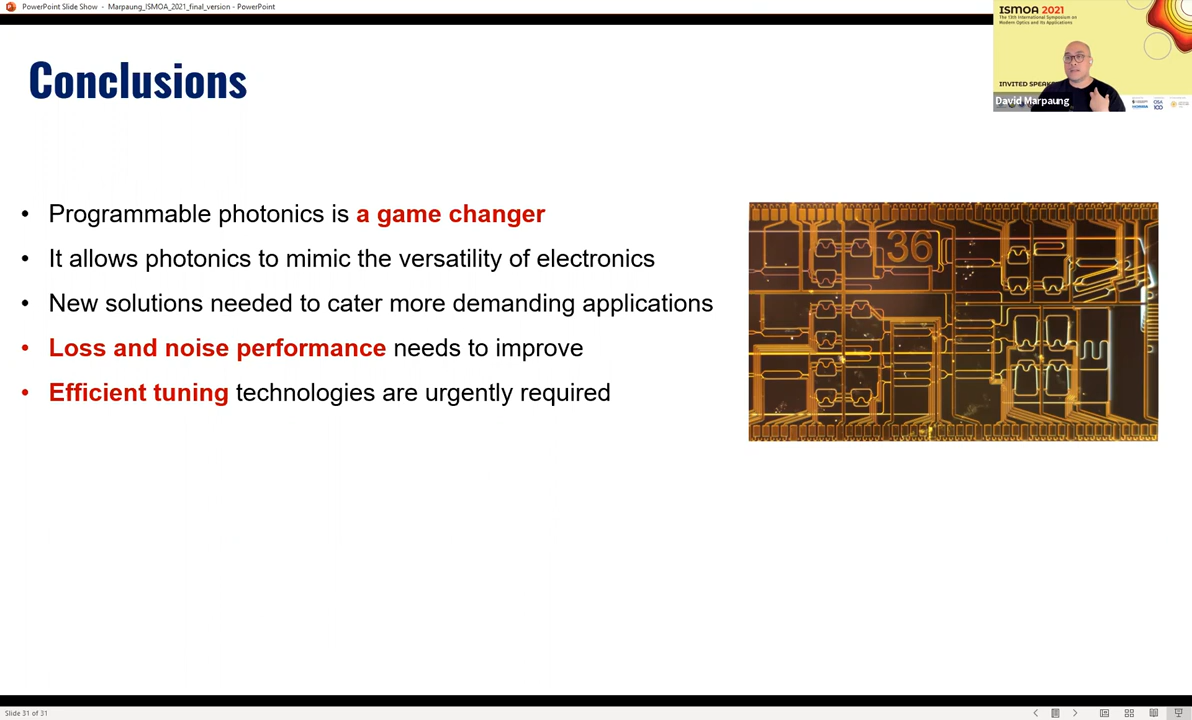 PowerPoint Slide Show - Marpaung_ISMOA_2021_final_version - PowerPoint
ISMOA 2021
The 13th International Symposium on
Modern Optics and Its Applications
INVITED SPEAK
David Marpaung
OSA
100
Conclusions
• Programmable photonics is a game changer
• It allows photonics to mimic the versatility of electronics
• New solutions needed to cater more demanding applications
• Loss and noise performance needs to improve
• Efficient tuning technologies are urgently required
36
Slide 31 of 31